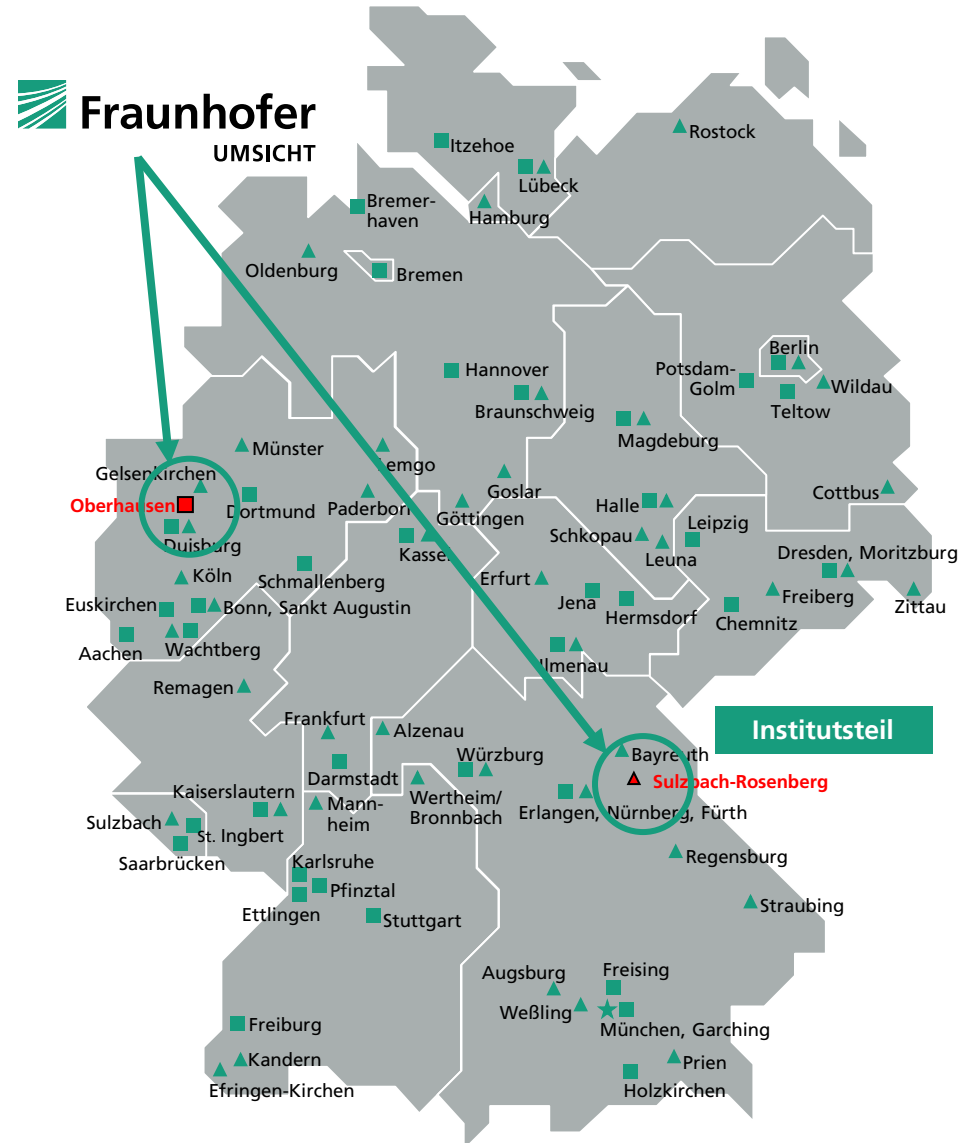 Fraunhofer
UMSICHT
Rostock
Itzehoe
Lübeck
Bremer-
haven
Hamburg
Oldenburg
Bremen
Hannover
Braunschweig
Berlin
Potsdam-
Golm
Wildau
Teltow
Magdeburg
Münster
Lemgo
Gelsenkirchen
Oberhausen
Dortmund
Paderborn
Goslar
Göttingen
Halle
Cottbus
Duisburg
Kassel
Schkopau
Leipzig
Leuna
Dresden, Moritzburg
Köln
Schmallenberg
Erfurt
Jena
Hermsdorf
Freiberg
Zittau
Chemnitz
Euskirchen
Bonn, Sankt Augustin
Aachen
Wachtberg
Ilmenau
Remagen
Frankfurt
Alzenau
Institutsteil
Würzburg
Bayreuth
Darmstadt
Sulzbach-Rosenberg
Kaiserslautern
Mann-
heim
Wertheim/
Bronnbach
Erlangen, Nürnberg, Fürth
Sulzbach
St. Ingbert
Saarbrücken
Karlsruhe
Pfinztal
Regensburg
Ettlingen
Stuttgart
Straubing
Augsburg
Freising
Weßling
München, Garching
Freiburg
Kandern
Prien
Efringen-Kirchen
Holzkirchen